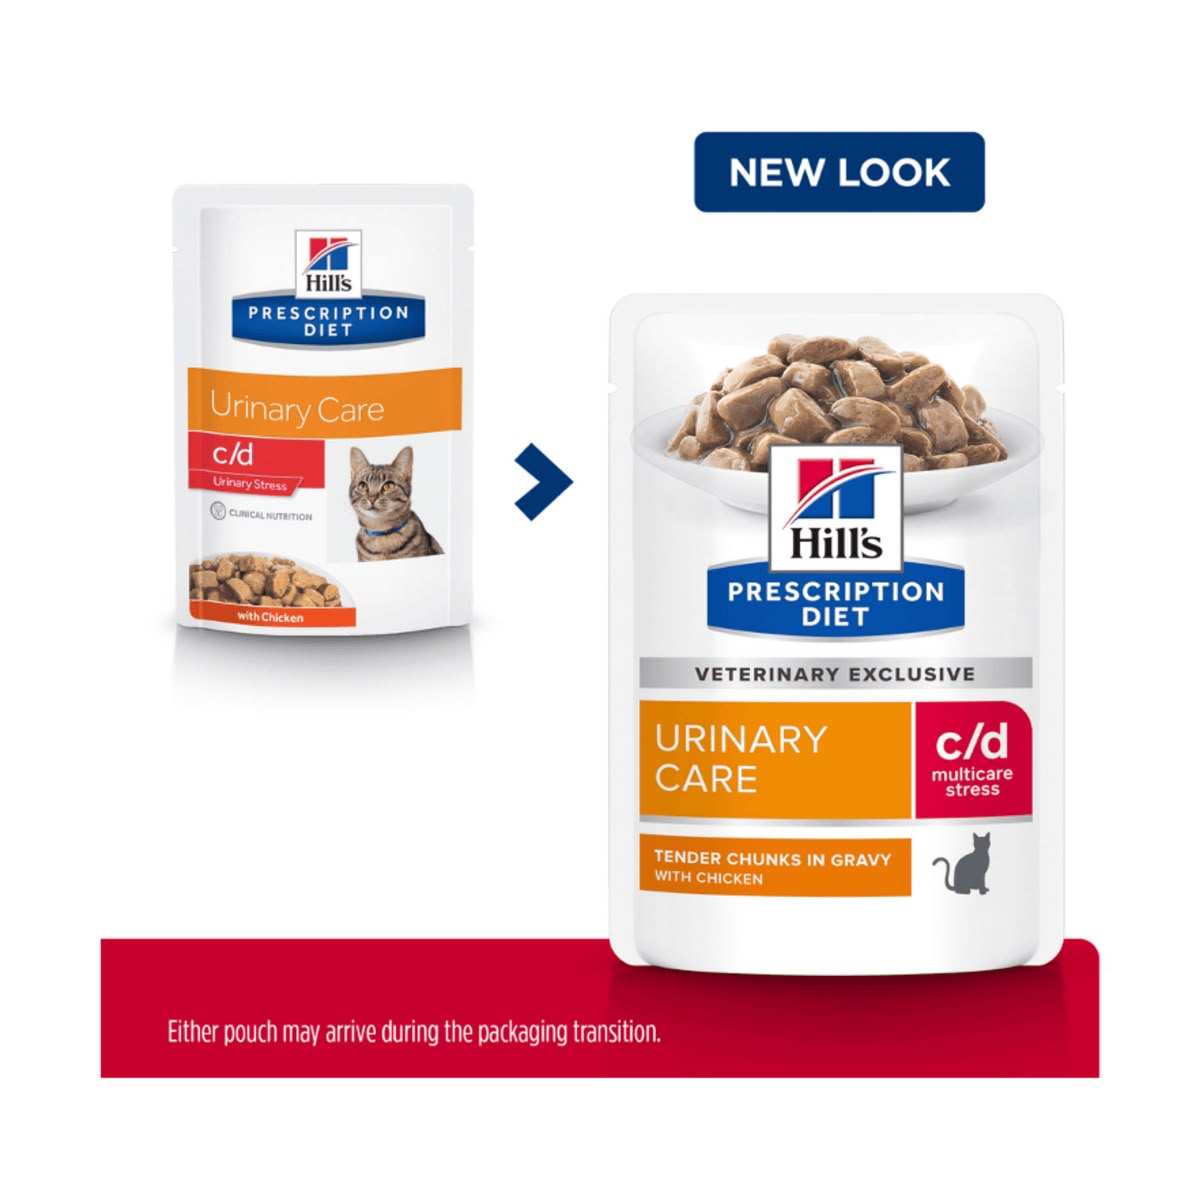 NEW LOOK
Hill's
PRESCRIPTION
DIET
Urinary Care
c/d
Urinary Stress
CLINICAL NUTRITION
with Chicken
Hill's
PRESCRIPTION
DIET
VETERINARY EXCLUSIVE
URINARY
CARE
c/d
multicare
stress
TENDER CHUNKS IN GRAVY
WITH CHICKEN
Either pouch may arrive during the packaging transition.